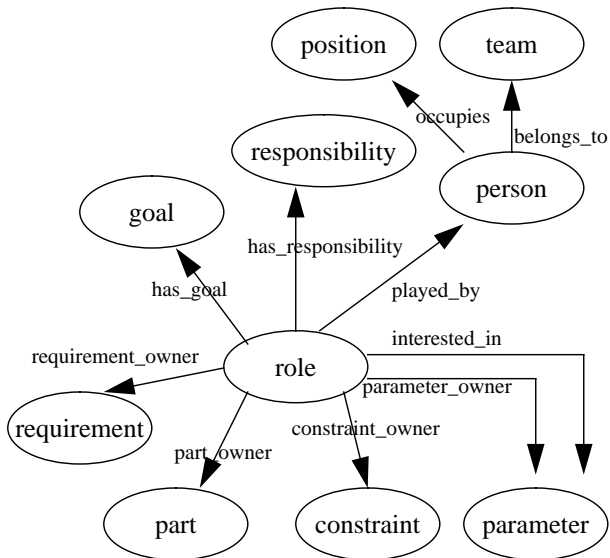 position
team
occupies
belongs_to
responsibility
person
goal
has_responsibility
has_goal
played_by
interested_in
requirement_owner
role
parameter_owner
requirement
constraint_owner
part_owner
part
constraint
parameter